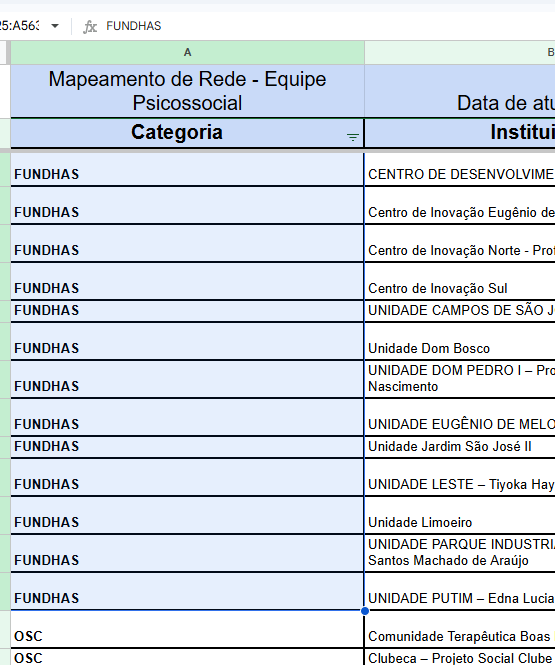 25:A563 FUNDHAS
A B
Mapeamento de Rede - Equipe
Psicossocial
Data de atu
Categoria Institui
FUNDHAS CENTRO DE DESENVOLVIME
FUNDHAS Centro de Inovação Eugênio de
FUNDHAS Centro de Inovação Norte - Prof
FUNDHAS Centro de Inovação Sul
FUNDHAS UNIDADE CAMPOS DE SÃO J
FUNDHAS Unidade Dom Bosco
UNIDADE DOM PEDRO I – Pro
FUNDHAS Nascimento
FUNDHAS UNIDADE EUGÊNIO DE MELO
FUNDHAS Unidade Jardim São José II
FUNDHAS UNIDADE LESTE – Tiyoka Hay
FUNDHAS Unidade Limoeiro
UNIDADE PARQUE INDUSTRIA
FUNDHAS Santos Machado de Araújo
FUNDHAS UNIDADE PUTIM – Edna Lucia
OSC Comunidade Terapêutica Boas
OSC Clubeca – Projeto Social Clube